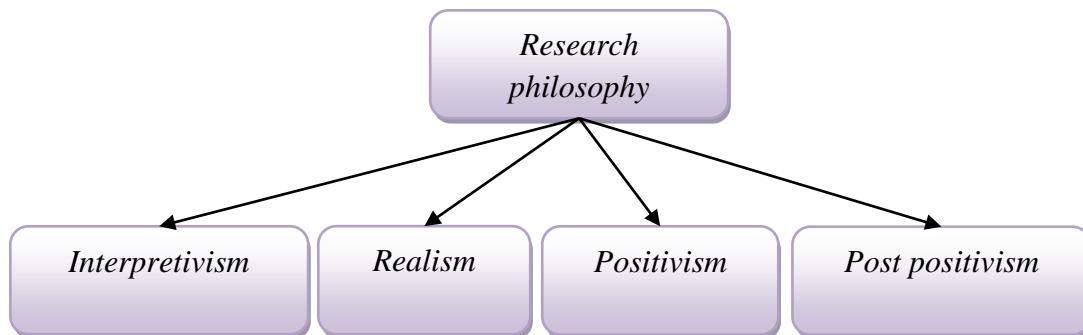 Research
philosophy
Interpretivism
Realism
Positivism
Post positivism